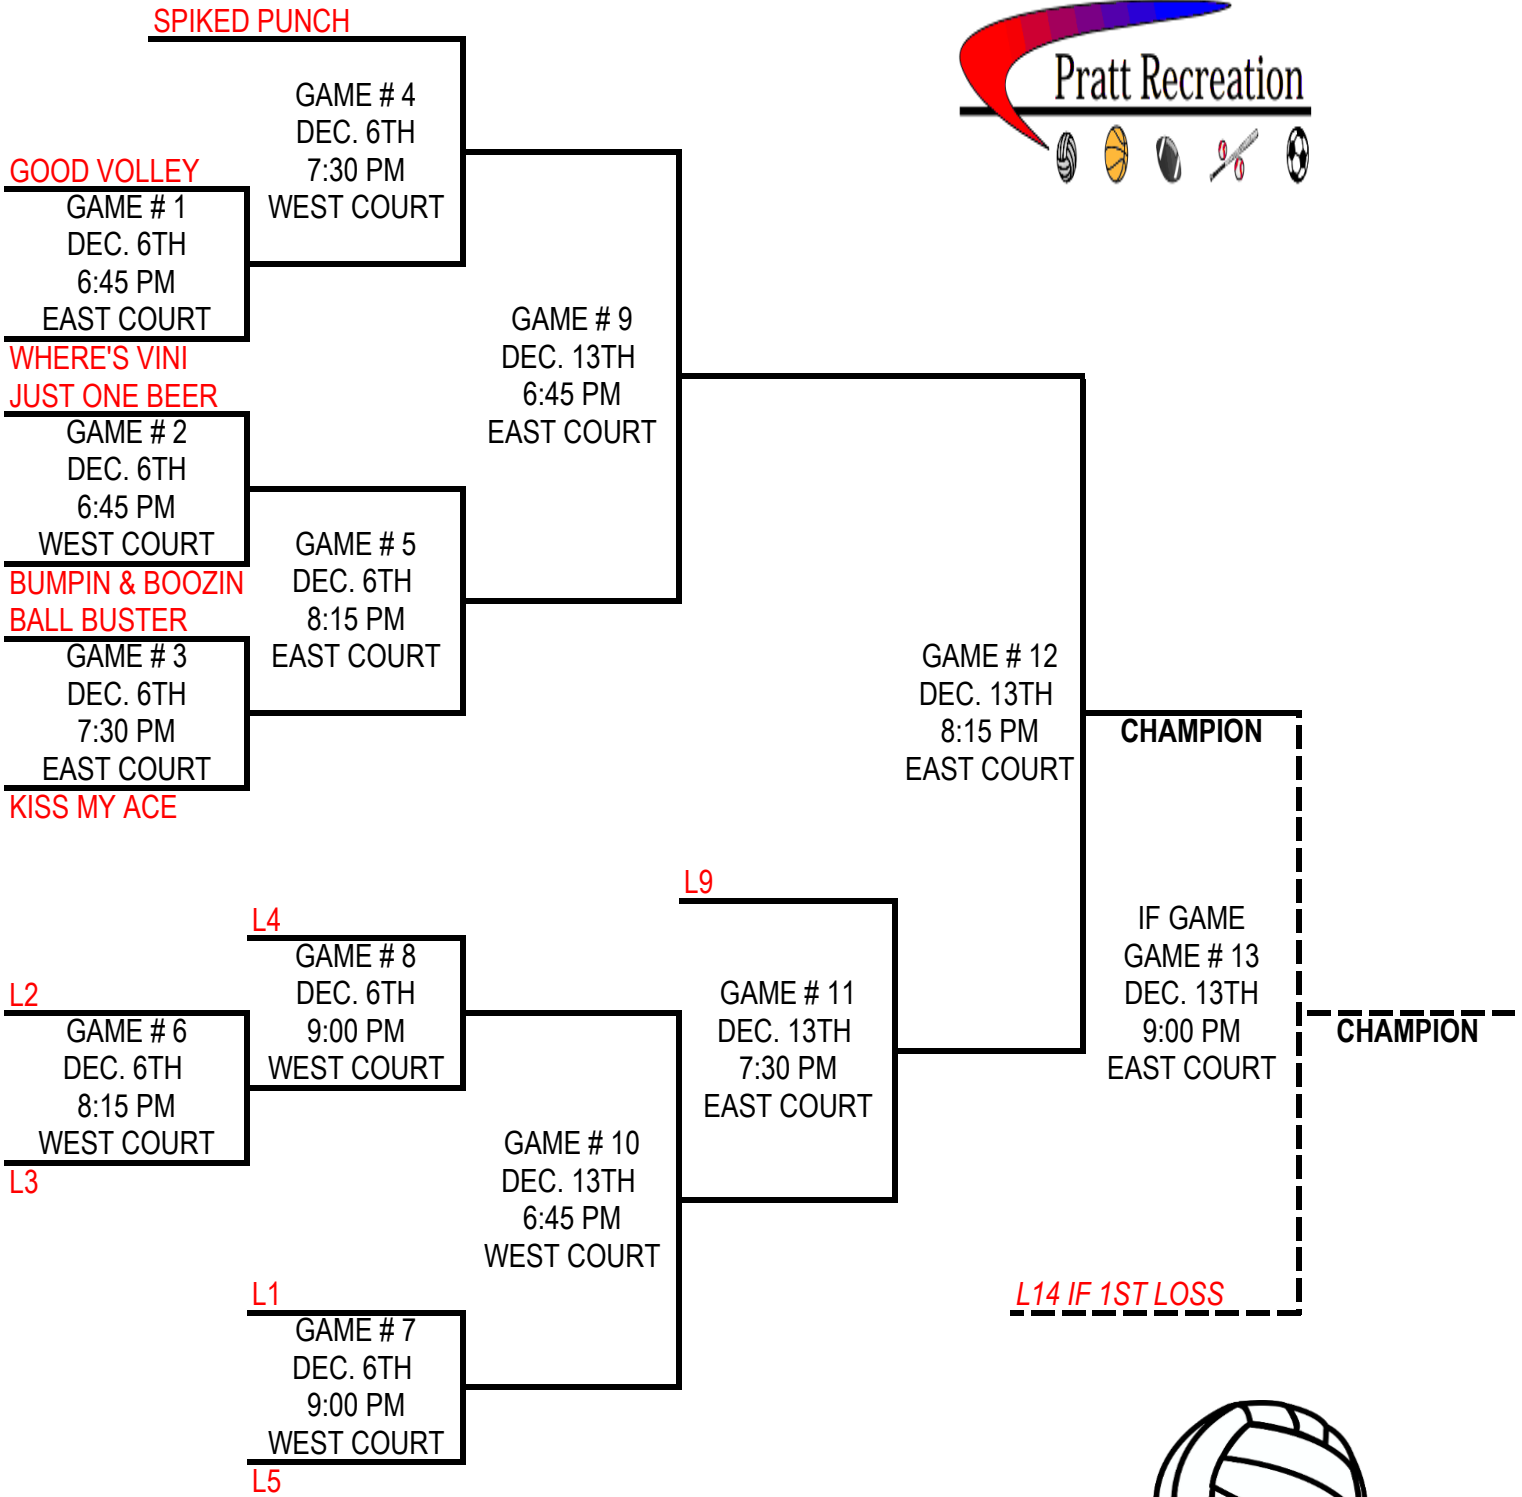 SPIKED PUNCH
Pratt Recreation
GAME # 4
DEC. 6TH
7:30 PM
WEST COURT
GOOD VOLLEY
GAME # 1
DEC. 6TH
6:45 PM
EAST COURT
WHERE'S VINI
GAME # 9
DEC. 13TH
6:45 PM
EAST COURT
JUST ONE BEER
GAME # 2
DEC. 6TH
6:45 PM
WEST COURT
BUMPIN & BOOZIN
GAME # 5
DEC. 6TH
8:15 PM
EAST COURT
BALL BUSTER
GAME # 3
DEC. 6TH
7:30 PM
EAST COURT
KISS MY ACE
GAME # 12
DEC. 13TH
8:15 PM
EAST COURT
CHAMPION
L9
L4
GAME # 8
DEC. 6TH
9:00 PM
WEST COURT
L2
GAME # 6
DEC. 6TH
8:15 PM
WEST COURT
L3
GAME # 11
DEC. 13TH
7:30 PM
EAST COURT
IF GAME
GAME # 13
DEC. 13TH
9:00 PM
EAST COURT
CHAMPION
GAME # 10
DEC. 13TH
6:45 PM
WEST COURT
L1
GAME # 7
DEC. 6TH
9:00 PM
WEST COURT
L5
L14 IF 1ST LOSS